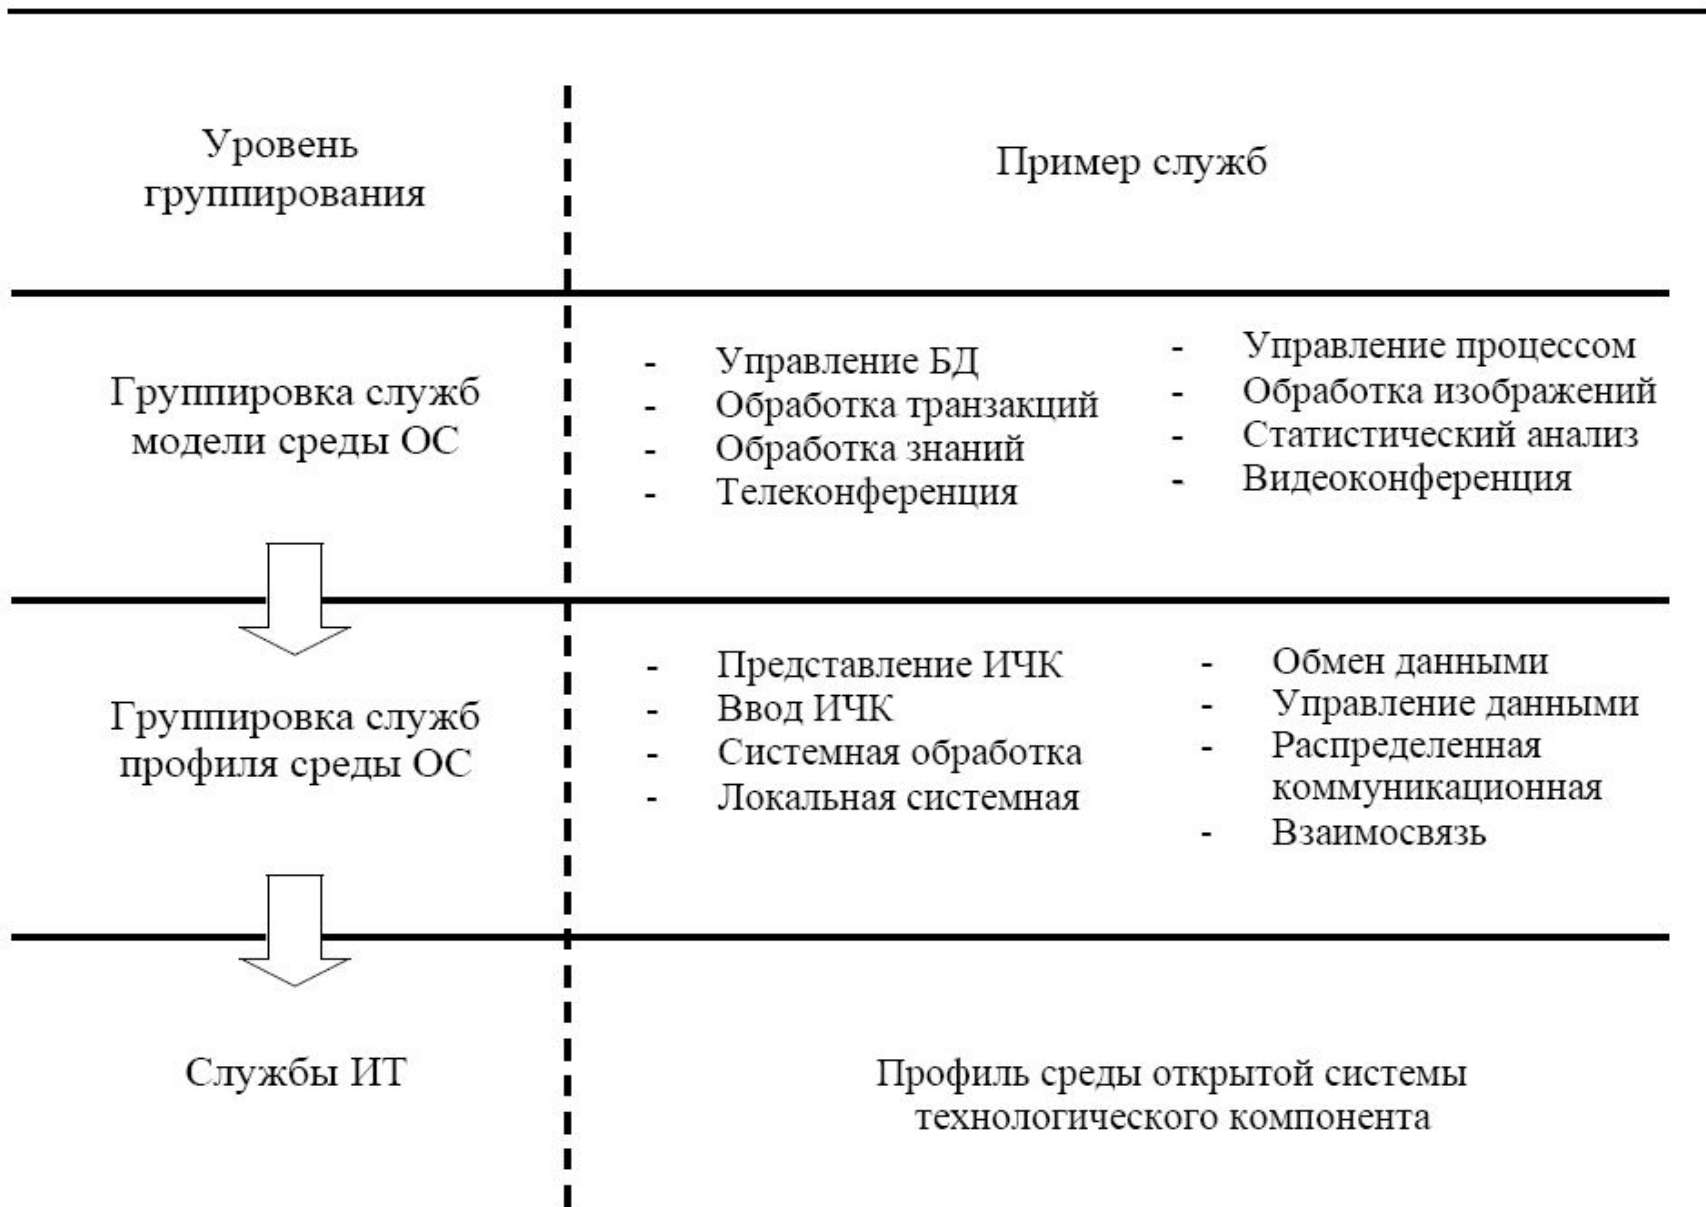 Уровень
группирования
Пример служб
Группировка служб
модели среды ОС
- Управление БД
- Обработка транзакций
- Обработка знаний
- Телеконференция
- Управление процессом
- Обработка изображений
- Статистический анализ
- Видеоконференция
Группировка служб
профиля среды ОС
- Представление ИЧК
- Ввод ИЧК
- Системная обработка
- Локальная системная
- Обмен данными
- Управление данными
- Распределенная
коммуникационная
- Взаимосвязь
Службы ИТ
Профиль среды открытой системы
технологического компонента